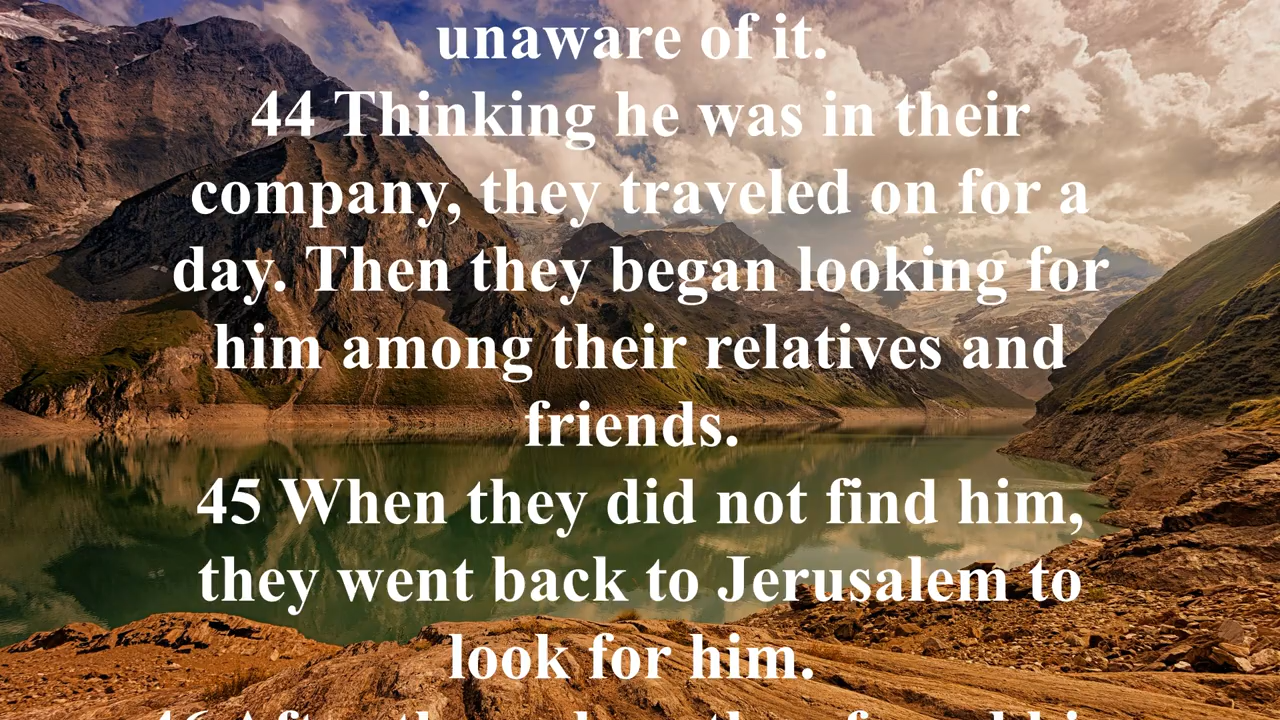 unaware of it.
44 Thinking he was in their
company, they traveled on for a
day. Then they began looking for
him among their relatives and
friends.
45 When they did not find him,
they went back to Jerusalem to
look for him.